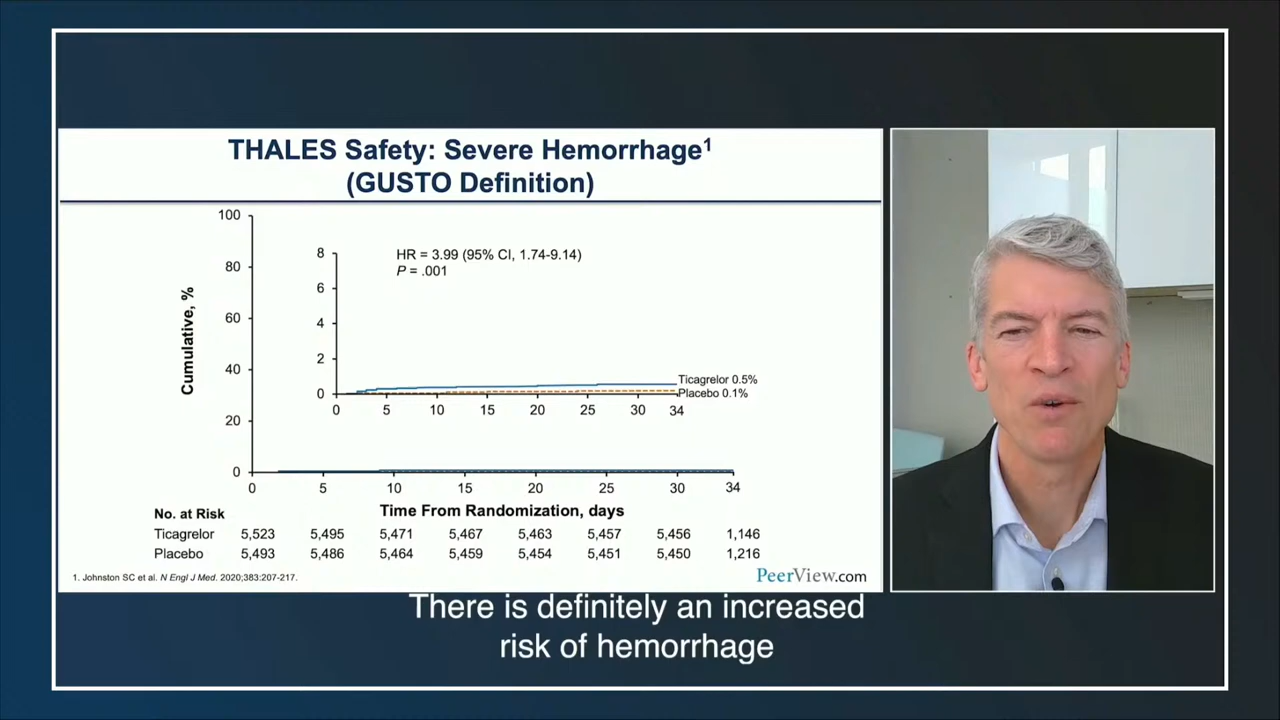 THALES Safety: Severe Hemorrhage1
(GUSTO Definition)
100
80
60
40
20
0
Cumulative, %
8
6
4
2
0
HR = 3.99 (95% CI, 1.74-9.14)
P = .001
Ticagrelor 0.5%
Placebo 0.1%
0 5 10 15 20 25 30 34
0 5 10 15 20 25 30 34
Time From Randomization, days
No. at Risk
Ticagrelor 5,523 5,495 5,471 5,467 5,463 5,457 5,456 1,146
Placebo 5,493 5,486 5,464 5,459 5,454 5,451 5,450 1,216
1. Johnston SC et al. N Engl J Med. 2020;383:207-217.
PeerView.com
There is definitely an increased
risk of hemorrhage